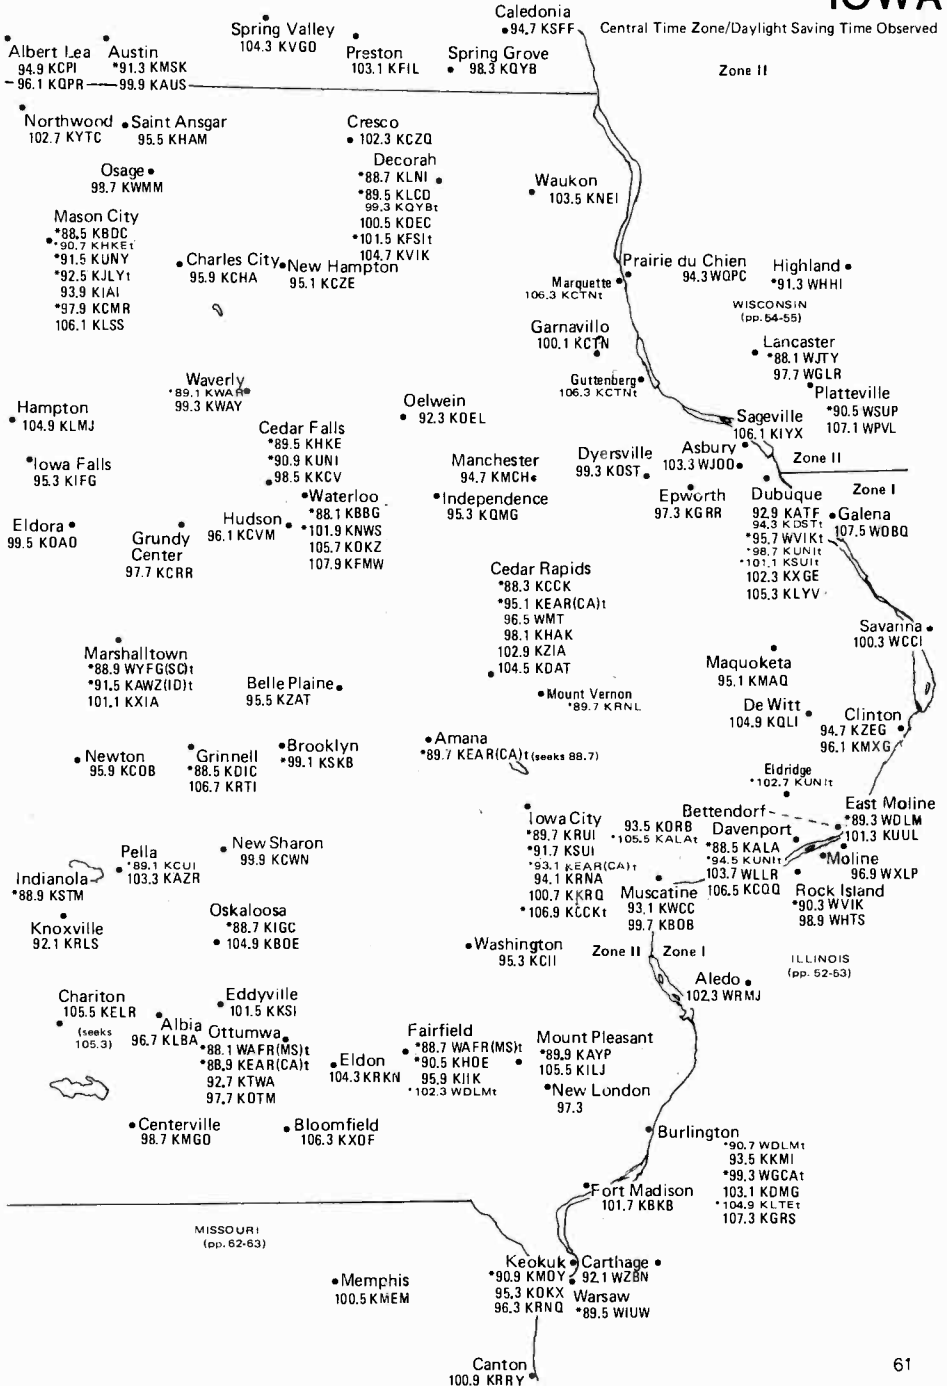 IOWA
Central Time Zone/Daylight Saving Time Observed
Caledonia
•94.7 KSFF
Spring Valley
104.3 KVGO
Albert Lea
94.9 KCPI
96.1 KQPR
Austin
*91.3 KMSK
99.9 KAUS
Preston
103.1 KFIL
Spring Grove
98.3 KQYB
Zone II
Northwood
102.7 KYTC
Saint Ansgar
95.5 KHAM
Cresco
102.3 KCZQ
Osage
98.7 KWMM
Decorah
*88.7 KLNI
*89.5 KLCD
99.3 KQYBt
100.5 KDEC
*101.5 KFSIt
104.7 KVIK
Waukon
103.5 KNEI
Mason City
*88.5 KBDC
*90.7 KHKEt
*91.5 KUNY
*92.5 KJLYt
93.9 KIAI
*97.9 KCMR
106.1 KLSS
Charles City
95.9 KCHA
New Hampton
95.1 KCZE
Prairie du Chien
94.3 WQPC
Marquette
106.3 KCTNt
Highland
*91.3 WHHI
WISCONSIN
(pp. 54-55)
Garnavillo
100.1 KCTN
Lancaster
*88.1 WJTY
97.7 WGLR
Guttenberg
106.3 KCTNt
Platteville
*90.5 WSUP
107.1 WPVL
Waverly
*89.1 KWAR
99.3 KWAY
Hampton
104.9 KLMJ
Oelwein
92.3 KOEL
Sageville
106.1 KIYX
Cedar Falls
*89.5 KHKE
*90.9 KUNI
98.5 KKCV
Iowa Falls
95.3 KIFG
Manchester
94.7 KMCH
Dyersville
99.3 KDST
Asbury
103.3 WJOD
Zone II
Zone I
Waterloo
*88.1 KBBG
*101.9 KNWS
105.7 KOKZ
107.9 KFMW
Independence
95.3 KQMG
Epworth
97.3 KGRR
Dubuque
92.9 KATF
94.3 KDSTt
*95.7 WVIKt
*98.7 KUNIt
*101.1 KSUIt
102.3 KXGE
105.3 KLYV
Galena
107.5 WDBQ
Eldora
99.5 KDAO
Grundy
Center
97.7 KCRR
Hudson
96.1 KCVM
Cedar Rapids
*88.3 KCCK
*95.1 KEAR(CA)t
96.5 WMT
98.1 KHAK
102.9 KZIA
104.5 KDAT
Savanna
100.3 WCCI
Marshalltown
*88.9 WYFG(SC)t
*91.5 KAWZ(ID)t
101.1 KXIA
Belle Plaine
95.5 KZAT
Maquoketa
95.1 KMAQ
Mount Vernon
*89.7 KRNL
De Witt
104.9 KQLI
Clinton
94.7 KZEG
96.1 KMXG
Newton
95.9 KCOB
Grinnell
*88.5 KDIC
106.7 KRTI
Brooklyn
*99.1 KSKB
Amana
*89.7 KEAR(CA)t (seeks 88.7)
Eldridge
*102.7 KUNIt
Bettendorf
93.5 KORB
*105.5 KALAt
East Moline
*89.3 WDLM
101.3 KUUL
Iowa City
*89.7 KRUI
*91.7 KSUI
*93.1 KEAR(CA)t
94.1 KRNA
100.7 KKRQ
*106.9 KCCKt
Davenport
*88.5 KALA
*94.5 KUNIt
103.7 WLLR
106.5 KCQQ
Moline
96.9 WXLP
Pella
*89.1 KCUI
103.3 KAZR
New Sharon
99.9 KCWN
Indianola
*88.9 KSTM
Muscatine
93.1 KWCC
99.7 KBOB
Rock Island
*90.3 WVIK
98.9 WHTS
Knoxville
92.1 KRLS
Oskaloosa
*88.7 KIGC
104.9 KBOE
Washington
95.3 KCII
Zone II
Zone I
ILLINOIS
(pp. 52-53)
Aledo
102.3 WRMJ
Chariton
105.5 KELR
(seeks
105.3)
Albia
96.7 KLBA
Eddyville
101.5 KKSI
Ottumwa
*88.1 WAFR(MS)t
*88.9 KEAR(CA)t
92.7 KTWA
97.7 KOTM
Eldon
104.3 KRKN
Fairfield
*88.7 WAFR(MS)t
*90.5 KHOE
95.9 KIIK
*102.3 WDLMt
Mount Pleasant
*89.9 KAYP
105.5 KILJ
New London
97.3
Centerville
98.7 KMGO
Bloomfield
106.3 KXOF
Burlington
*90.7 WDLMt
93.5 KKMI
*99.3 WGCAt
103.1 KDMG
*104.9 KLTEt
107.3 KGRS
Fort Madison
101.7 KBKB
MISSOURI
(pp. 62-63)
Memphis
100.5 KMEM
Keokuk
*90.9 KMDY
95.3 KOKX
96.3 KRNQ
Carthage
92.1 WZBN
Warsaw
*89.5 WIUW
Canton
100.9 KRRY
61